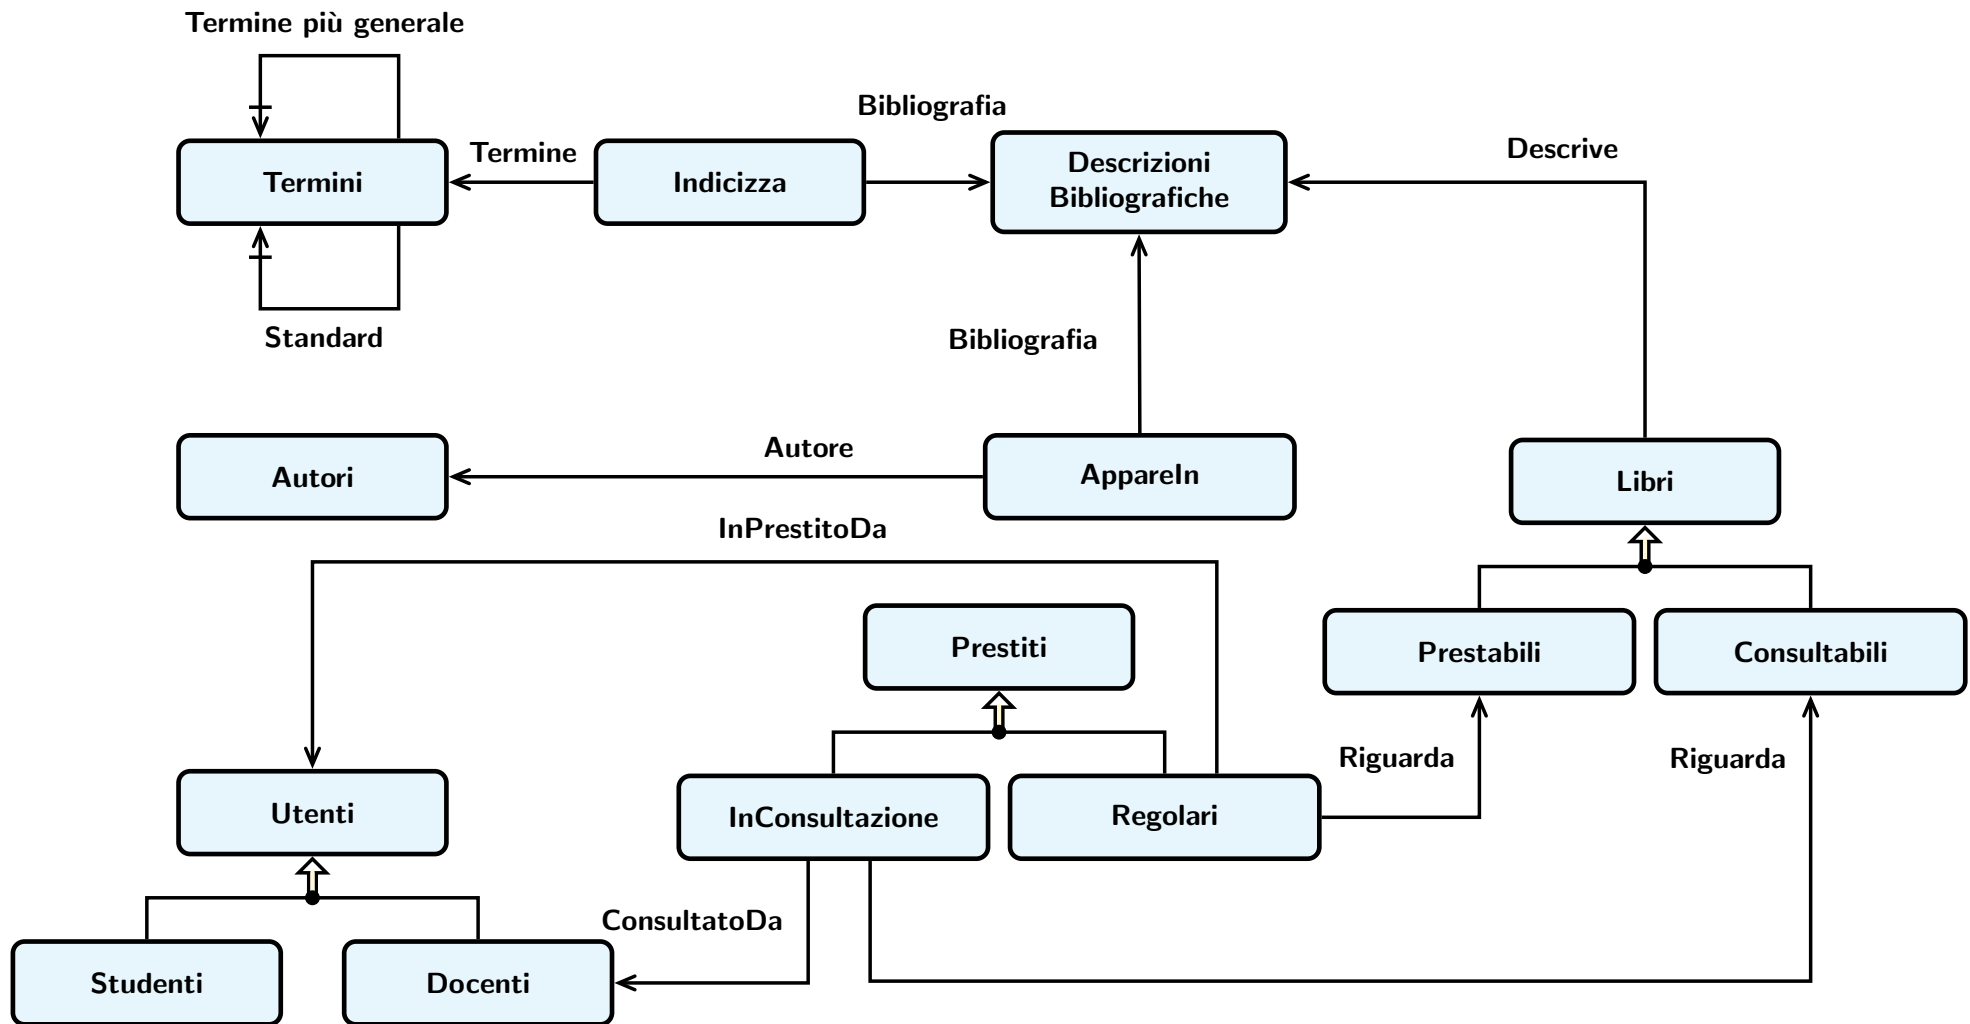 Termine più generale
Bibliografia
Termine
Descrive
Termini
Indicizza
Descrizioni
Bibliografiche
Standard
Bibliografia
Autore
Autori
AppareIn
Libri
InPrestitoDa
Prestiti
Prestabili
Consultabili
Riguarda
Riguarda
Utenti
InConsultazione
Regolari
ConsultatoDa
Studenti
Docenti